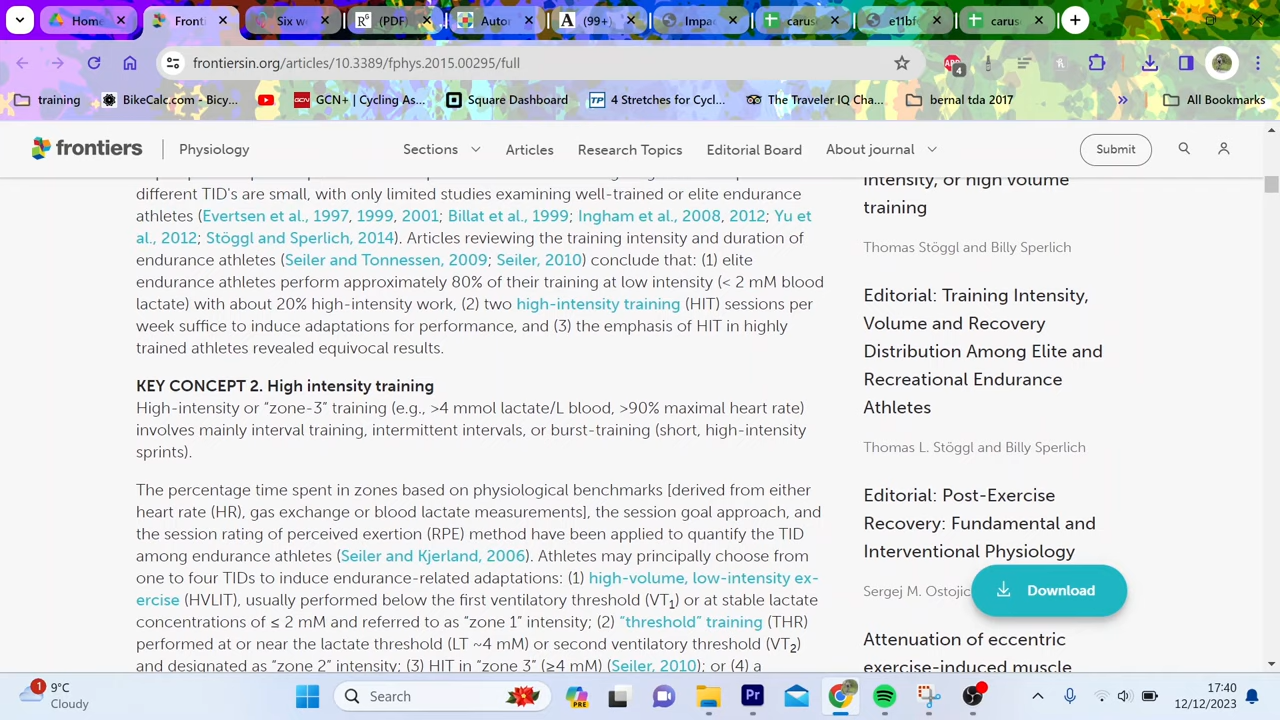 Home
Fronti
Six we
R⁶ (PDF)
Autor
A (99+)
Impac
carus
e11bf
carus
frontiersin.org/articles/10.3389/fphys.2015.00295/full
ABP 4
training
BikeCalc.com - Bicy...
GCN+ | Cycling As...
Square Dashboard
TP 4 Stretches for Cycl...
The Traveler IQ Cha...
bernal tda 2017
All Bookmarks
frontiers
Physiology
Sections
Articles
Research Topics
Editorial Board
About journal
Submit
different TID's are small, with only limited studies examining well-trained or elite endurance
athletes (Evertsen et al., 1997, 1999, 2001; Billat et al., 1999; Ingham et al., 2008, 2012; Yu et
al., 2012; Stöggl and Sperlich, 2014). Articles reviewing the training intensity and duration of
endurance athletes (Seiler and Tonnessen, 2009; Seiler, 2010) conclude that: (1) elite
endurance athletes perform approximately 80% of their training at low intensity (< 2 mM blood
lactate) with about 20% high-intensity work, (2) two high-intensity training (HIT) sessions per
week suffice to induce adaptations for performance, and (3) the emphasis of HIT in highly
trained athletes revealed equivocal results.
KEY CONCEPT 2. High intensity training
High-intensity or “zone-3” training (e.g., >4 mmol lactate/L blood, >90% maximal heart rate)
involves mainly interval training, intermittent intervals, or burst-training (short, high-intensity
sprints).
The percentage time spent in zones based on physiological benchmarks [derived from either
heart rate (HR), gas exchange or blood lactate measurements], the session goal approach, and
the session rating of perceived exertion (RPE) method have been applied to quantify the TID
among endurance athletes (Seiler and Kjerland, 2006). Athletes may principally choose from
one to four TIDs to induce endurance-related adaptations: (1) high-volume, low-intensity ex-
ercise (HVLIT), usually performed below the first ventilatory threshold (VT₁) or at stable lactate
concentrations of ≤ 2 mM and referred to as “zone 1” intensity; (2) “threshold” training (THR)
performed at or near the lactate threshold (LT ~4 mM) or second ventilatory threshold (VT₂)
and designated as “zone 2” intensity; (3) HIT in “zone 3” (≥4 mM) (Seiler, 2010); or (4) a
intensity, or high volume
training
Thomas Stöggl and Billy Sperlich
Editorial: Training Intensity,
Volume and Recovery
Distribution Among Elite and
Recreational Endurance
Athletes
Thomas L. Stöggl and Billy Sperlich
Editorial: Post-Exercise
Recovery: Fundamental and
Interventional Physiology
Sergej M. Ostojic
Download
Attenuation of eccentric
exercise-induced muscle
1
9°C
Cloudy
Search
PRE
Pr
17:40
12/12/2023